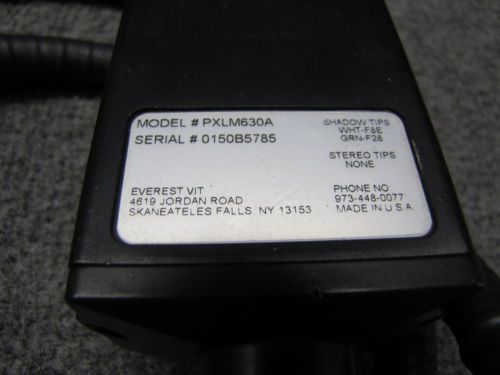 MODEL # PXLM630A
SERIAL # 0150B5785
SHADOW TIPS
WHT-F8E
GRN-F28
STEREO TIPS
NONE
EVEREST VIT
4619 JORDAN ROAD
SKANEATELES FALLS, NY 13153
PHONE NO
973-448-0077
MADE IN U.S.A